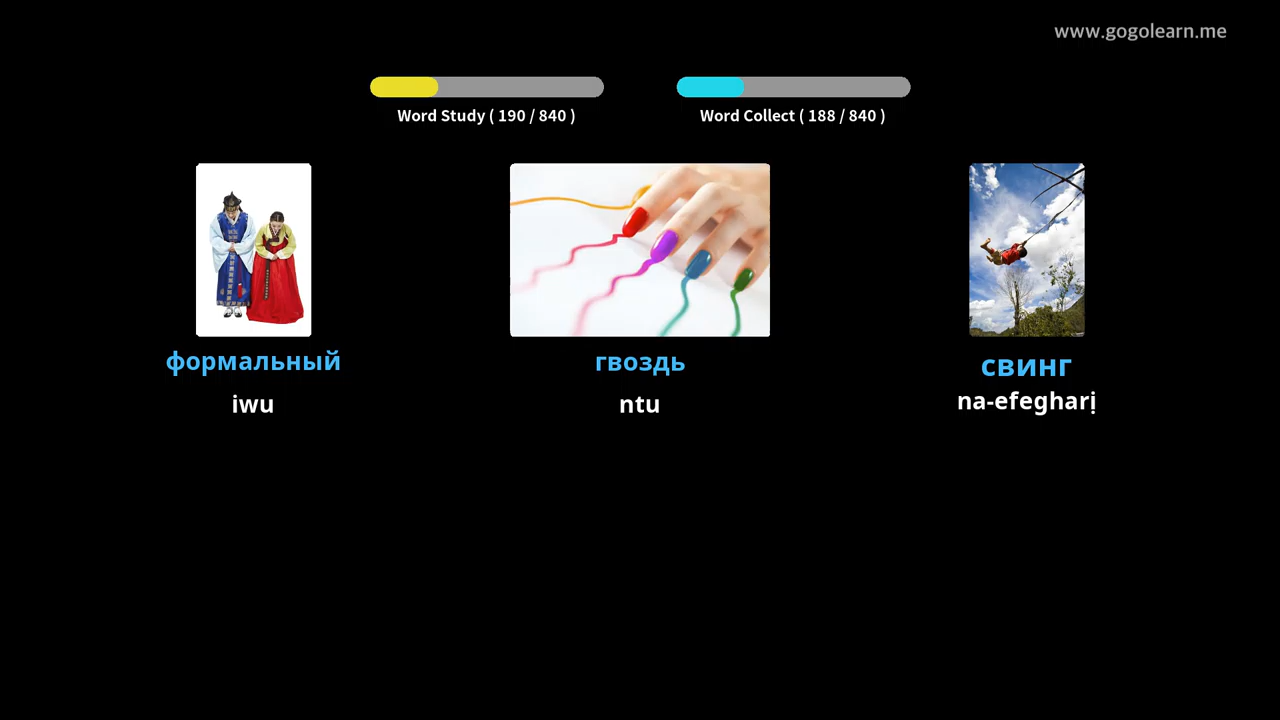 www.gogolearn.me
Word Study ( 190 / 840 )
Word Collect ( 188 / 840 )
формальный
гвоздь
свинг
iwu
ntu
na-efegharị